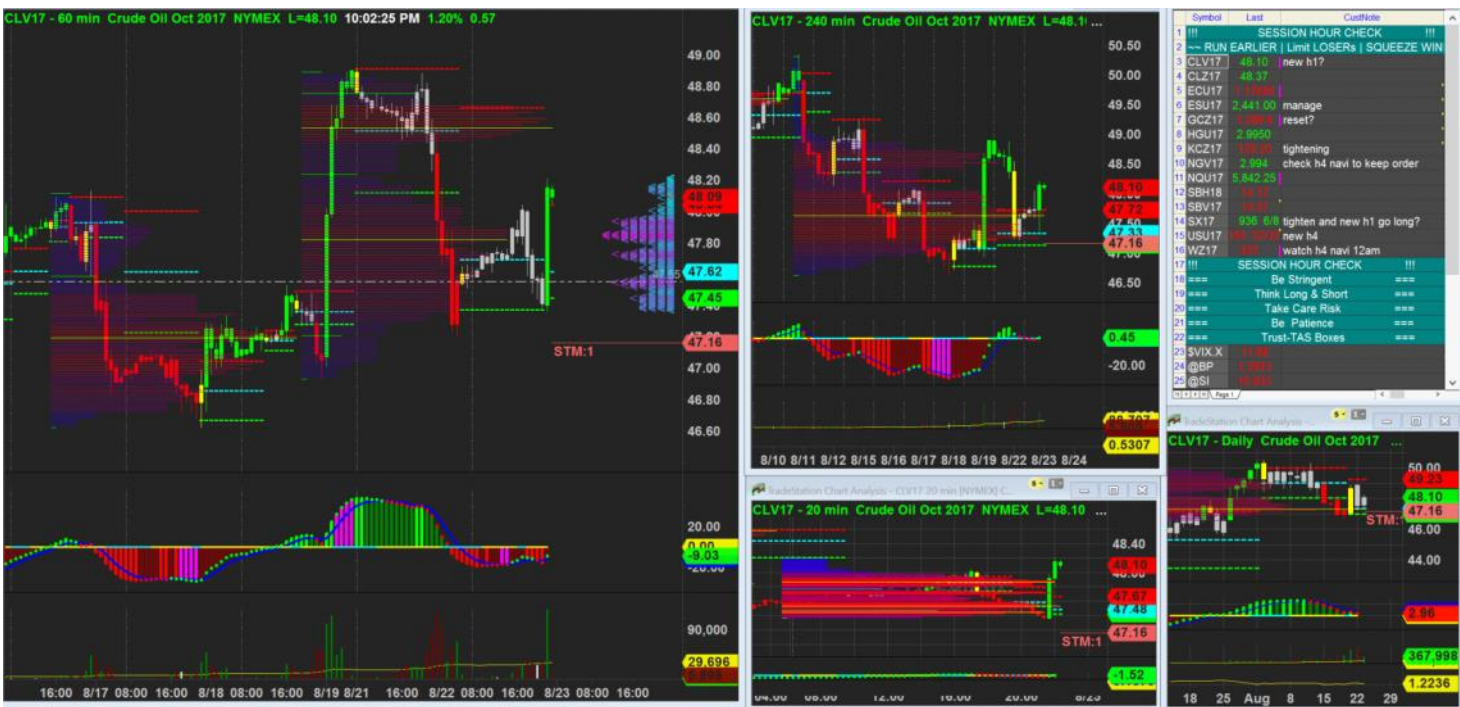 CLV17 - 60 min Crude Oil Oct 2017 NYMEX L=48.10 10:02:25 PM 1.20% 0.57
49.00
48.80
48.60
48.40
48.20
48.09
47.80
47.62
47.45
47.16
47.00
46.80
46.60
STM:1
20.00
0.00
-9.03
-20.00
90,000
29,696
16:00 8/17 08:00 16:00 8/18 08:00 16:00 8/19 8/21 16:00 8/22 08:00 16:00 8/23 08:00 16:00
CLV17 - 240 min Crude Oil Oct 2017 NYMEX L=48.1 ...
50.50
50.00
49.50
49.00
48.50
48.10
47.72
47.50
47.33
47.16
46.50
0.45
-20.00
0.5307
8/10 8/11 8/12 8/15 8/16 8/17 8/18 8/19 8/22 8/23 8/24
TradeStation Chart Analysis - CLV17 20 min [NYMEX] C...
CLV17 - 20 min Crude Oil Oct 2017 NYMEX L=48.10 ...
48.40
48.10
47.67
47.48
47.16
STM:1
-1.52
04:00 08:00 12:00 16:00 20:00 8/23
Symbol Last CustNote
1 !!! SESSION HOUR CHECK !!!
2 ~~ RUN EARLIER | Limit LOSERs | SQUEEZE WIN
3 CLV17 48.10 new h1?
4 CLZ17 48.37
5 ECU17
6 ESU17 2,441.00 manage
7 GCZ17 reset?
8 HGU17 2.9950
9 KCZ17 tightening
10 NGV17 2.994 check h4 navi to keep order
11 NQU17 5,842.25
12 SBH18
13 SBV17
14 SX17 936 6/8 tighten and new h1 go long?
15 USU17 new h4
16 WZ17 watch h4 navi 12am
17 !!! SESSION HOUR CHECK !!!
18 === Be Stringent ===
19 === Think Long & Short ===
20 === Take Care Risk ===
21 === Be Patience ===
22 === Trust-TAS Boxes ===
23 $VIX.X
24 @BP
25 @SI
Page 1
TradeStation Chart Analysis - ...
CLV17 - Daily Crude Oil Oct 2017 ...
50.00
49.23
48.10
47.16
46.00
44.00
STM:
2.96
367,998
1.2236
18 25 Aug 8 15 22 29